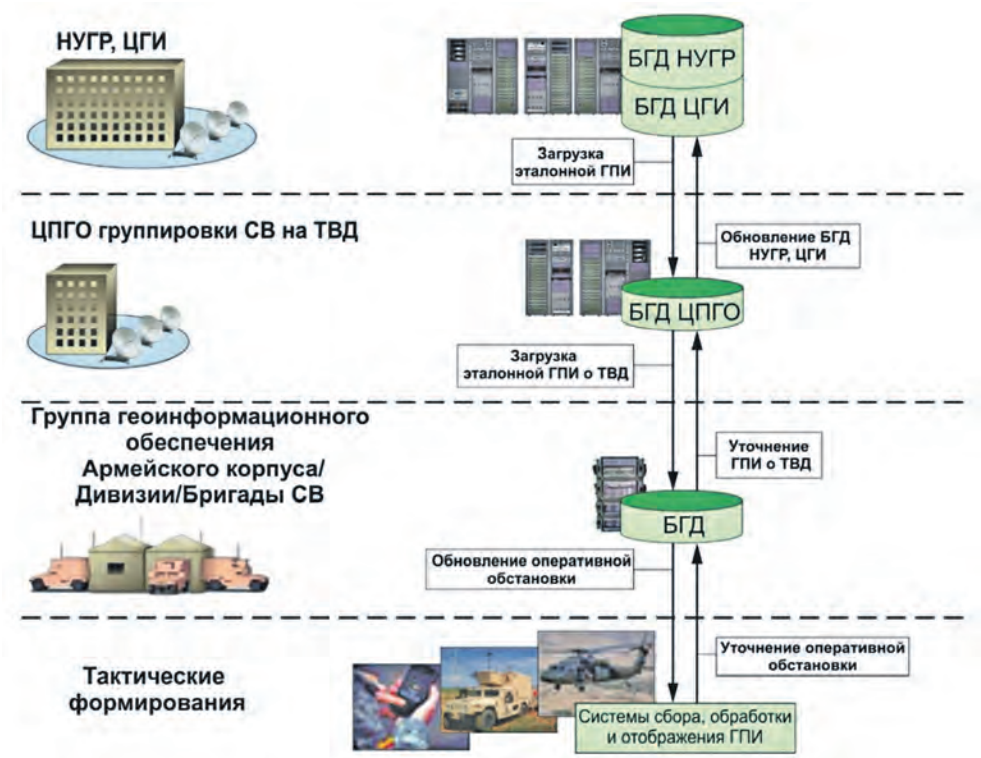 НУГР, ЦГИ
БГД НУГР
БГД ЦГИ
Загрузка
эталонной ГПИ
ЦПГО группировки СВ на ТВД
Обновление БГД
НУГР, ЦГИ
БГД ЦПГО
Загрузка
эталонной ГПИ о ТВД
Группа геоинформационного
обеспечения
Армейского корпуса/
Дивизии/Бригады СВ
Уточнение
ГПИ о ТВД
БГД
Обновление оперативной
обстановки
Тактические
формирования
Уточнение оперативной
обстановки
Системы сбора, обработки
и отображения ГПИ